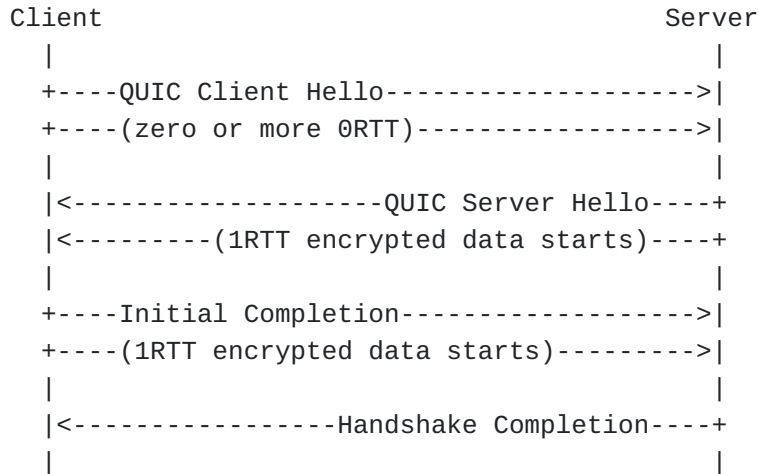 Client                                    Server
  |                                          |
  +----QUIC Client Hello-------------------->|
  +----(zero or more 0RTT)------------------>|
  |                                          |
  |<--------------------QUIC Server Hello----+
  |<---------(1RTT encrypted data starts)----+
  |                                          |
  +----Initial Completion------------------->|
  +----(1RTT encrypted data starts)--------->|
  |                                          |
  |<-----------------Handshake Completion----+
  |                                          |